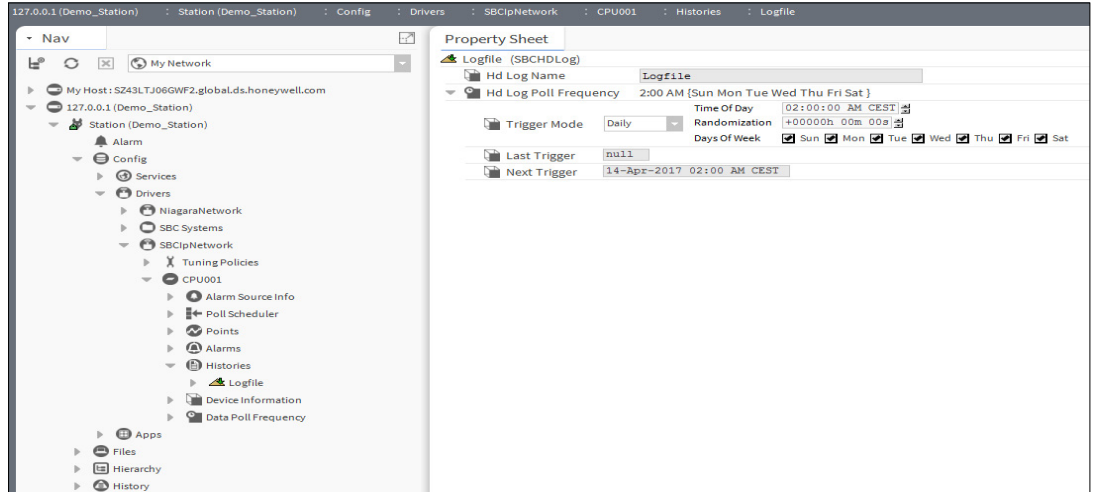 127.0.0.1 (Demo_Station) : Station (Demo_Station) : Config : Drivers : SBCIpNetwork : CPU001 : Histories : Logfile
Nav
My Network
My Host : SZ43LTJ06GWF2.global.ds.honeywell.com
127.0.0.1 (Demo_Station)
Station (Demo_Station)
Alarm
Config
Services
Drivers
NiagaraNetwork
SBC Systems
SBCIpNetwork
Tuning Policies
CPU001
Alarm Source Info
Poll Scheduler
Points
Alarms
Histories
Logfile
Device Information
Data Poll Frequency
Apps
Files
Hierarchy
History
Property Sheet
Logfile (SBCHDLog)
Hd Log Name Logfile
Hd Log Poll Frequency 2:00 AM {Sun Mon Tue Wed Thu Fri Sat }
Trigger Mode Daily
Time Of Day 02:00:00 AM CEST
Randomization +00000h 00m 00s
Days Of Week Sun Mon Tue Wed Thu Fri Sat
Last Trigger null
Next Trigger 14-Apr-2017 02:00 AM CEST